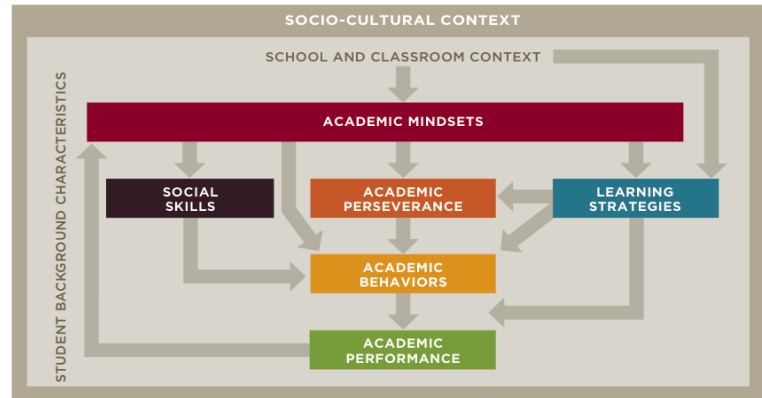 SOCIO-CULTURAL CONTEXT
SCHOOL AND CLASSROOM CONTEXT
STUDENT BACKGROUND CHARACTERISTICS
ACADEMIC MINDSETS
SOCIAL
SKILLS
ACADEMIC
PERSEVERANCE
LEARNING
STRATEGIES
ACADEMIC
BEHAVIORS
ACADEMIC
PERFORMANCE